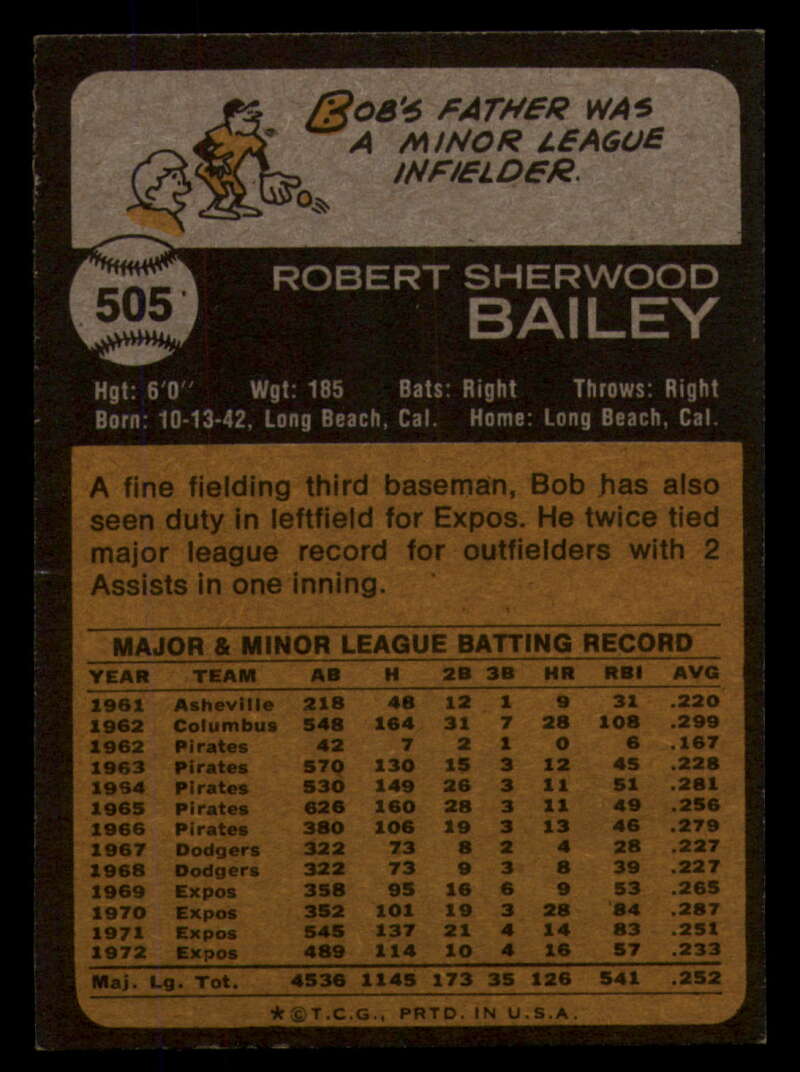 BOB'S FATHER WAS
A MINOR LEAGUE
INFIELDER.
505
ROBERT SHERWOOD
BAILEY
Hgt: 6'0" Wgt: 185 Bats: Right Throws: Right
Born: 10-13-42, Long Beach, Cal. Home: Long Beach, Cal.
A fine fielding third baseman, Bob has also
seen duty in leftfield for Expos. He twice tied
major league record for outfielders with 2
Assists in one inning.
MAJOR & MINOR LEAGUE BATTING RECORD
YEAR TEAM AB H 2B 3B HR RBI AVG
1961 Asheville 218 48 12 1 9 31 .220
1962 Columbus 548 164 31 7 28 108 .299
1962 Pirates 42 7 2 1 0 6 .167
1963 Pirates 570 130 15 3 12 45 .228
1964 Pirates 530 149 26 3 11 51 .281
1965 Pirates 626 160 28 3 11 49 .256
1966 Pirates 380 106 19 3 13 46 .279
1967 Dodgers 322 73 8 2 4 28 .227
1968 Dodgers 322 73 9 3 8 39 .227
1969 Expos 358 95 16 6 9 53 .265
1970 Expos 352 101 19 3 28 84 .287
1971 Expos 545 137 21 4 14 83 .251
1972 Expos 489 114 10 4 16 57 .233
Maj. Lg. Tot. 4536 1145 173 35 126 541 .252
*©T.C.G., PRTD. IN U.S.A.